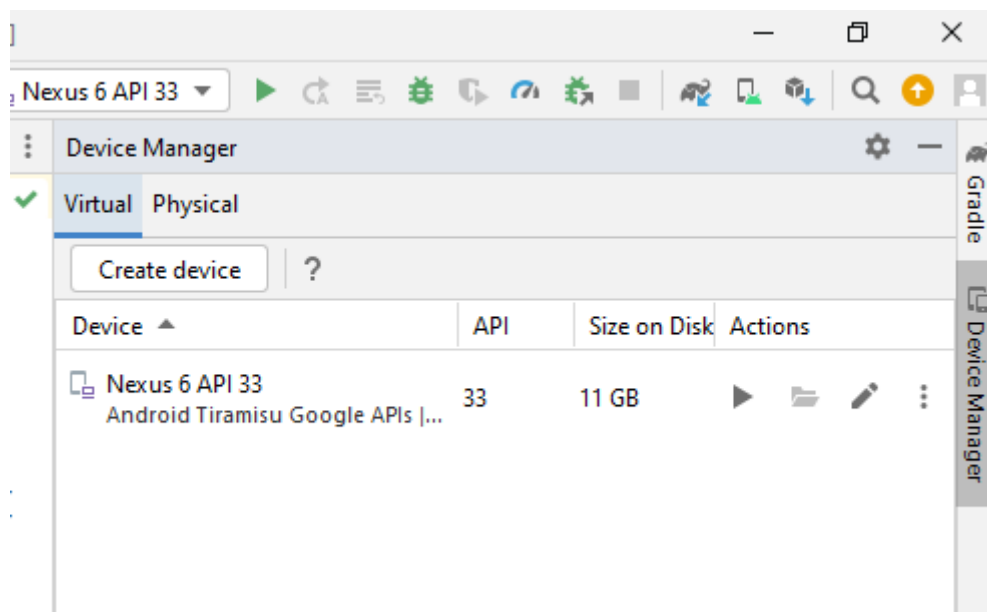 Nexus 6 API 33
Device Manager
Virtual Physical
Create device ?
Device API Size on Disk Actions
Nexus 6 API 33
Android Tiramisu Google APIs |...
33 11 GB
Gradle
Device Manager